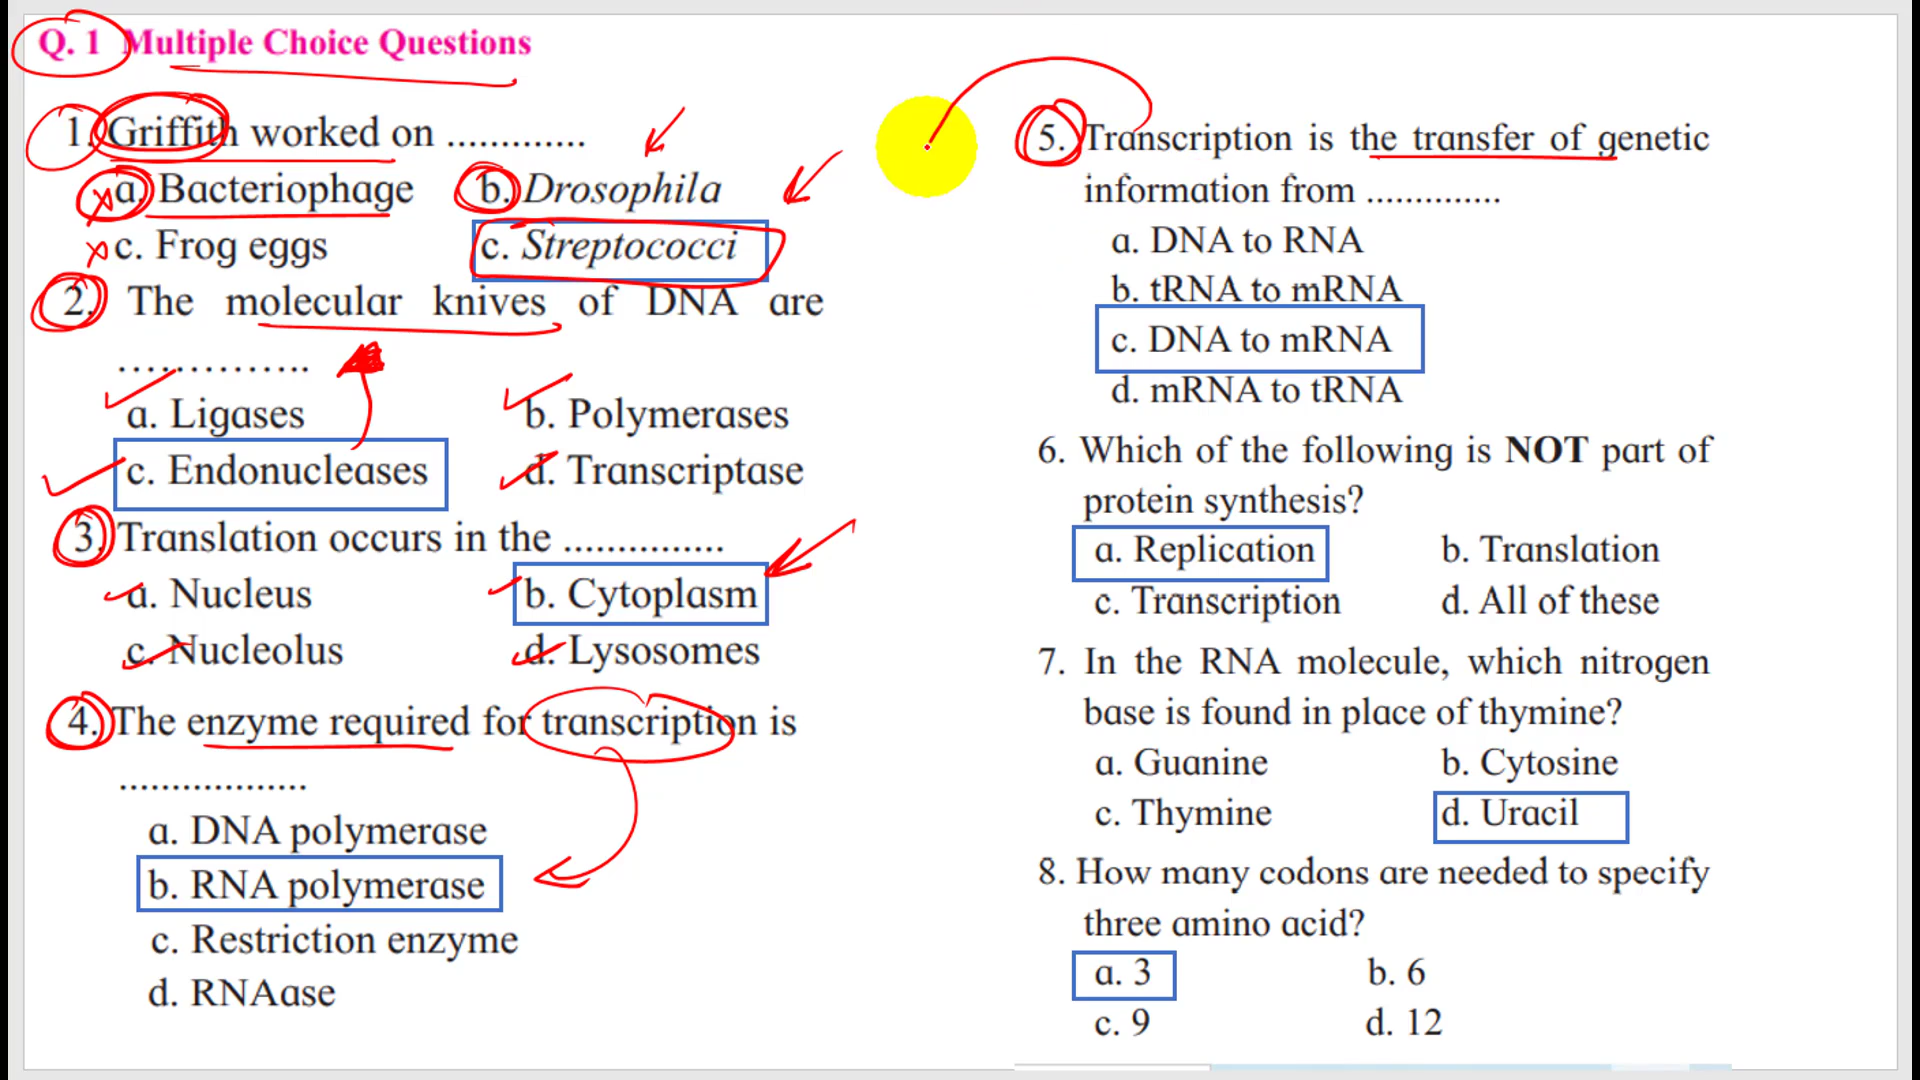 Q. 1 Multiple Choice Questions
1. Griffith worked on .............
a. Bacteriophage b. Drosophila
c. Frog eggs c. Streptococci
2. The molecular knives of DNA are
...............
a. Ligases b. Polymerases
c. Endonucleases d. Transcriptase
3. Translation occurs in the ...............
a. Nucleus b. Cytoplasm
c. Nucleolus d. Lysosomes
4. The enzyme required for transcription is
..................
a. DNA polymerase
b. RNA polymerase
c. Restriction enzyme
d. RNAase
5. Transcription is the transfer of genetic
information from ..............
a. DNA to RNA
b. tRNA to mRNA
c. DNA to mRNA
d. mRNA to tRNA
6. Which of the following is NOT part of
protein synthesis?
a. Replication b. Translation
c. Transcription d. All of these
7. In the RNA molecule, which nitrogen
base is found in place of thymine?
a. Guanine b. Cytosine
c. Thymine d. Uracil
8. How many codons are needed to specify
three amino acid?
a. 3 b. 6
c. 9 d. 12